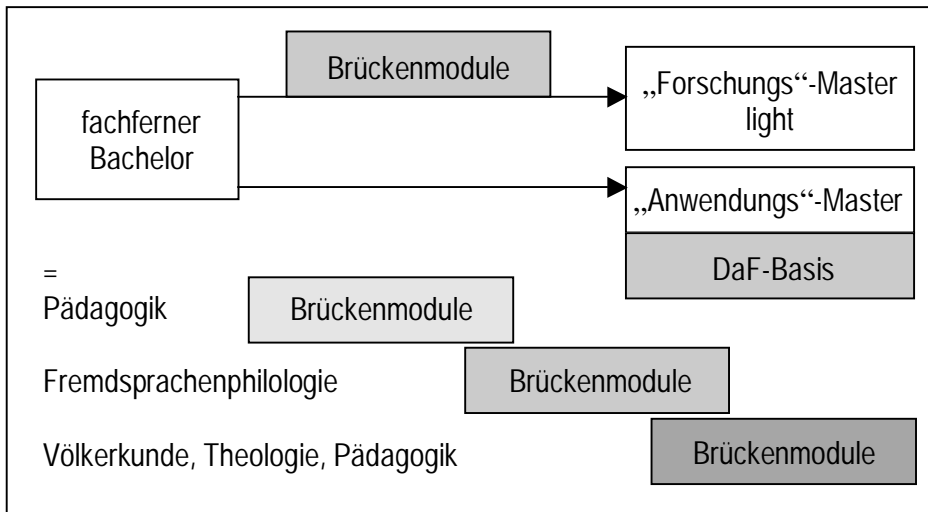 Brückenmodule
„Forschungs“-Master
light
fachferner
Bachelor
„Anwendungs“-Master
DaF-Basis
=
Pädagogik
Brückenmodule
Fremdsprachenphilologie
Brückenmodule
Völkerkunde, Theologie, Pädagogik
Brückenmodule